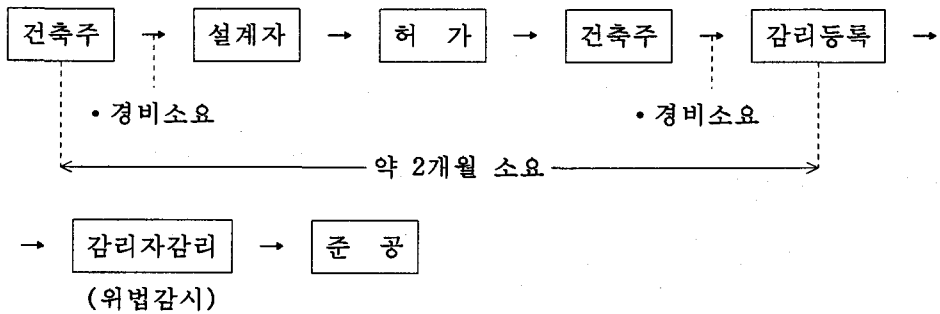 건축주 → 설계자 → 허 가 → 건축주 → 감리등록 →
• 경비소요 • 경비소요
약 2개월 소요
→ 감리자감리 → 준 공
(위법감시)